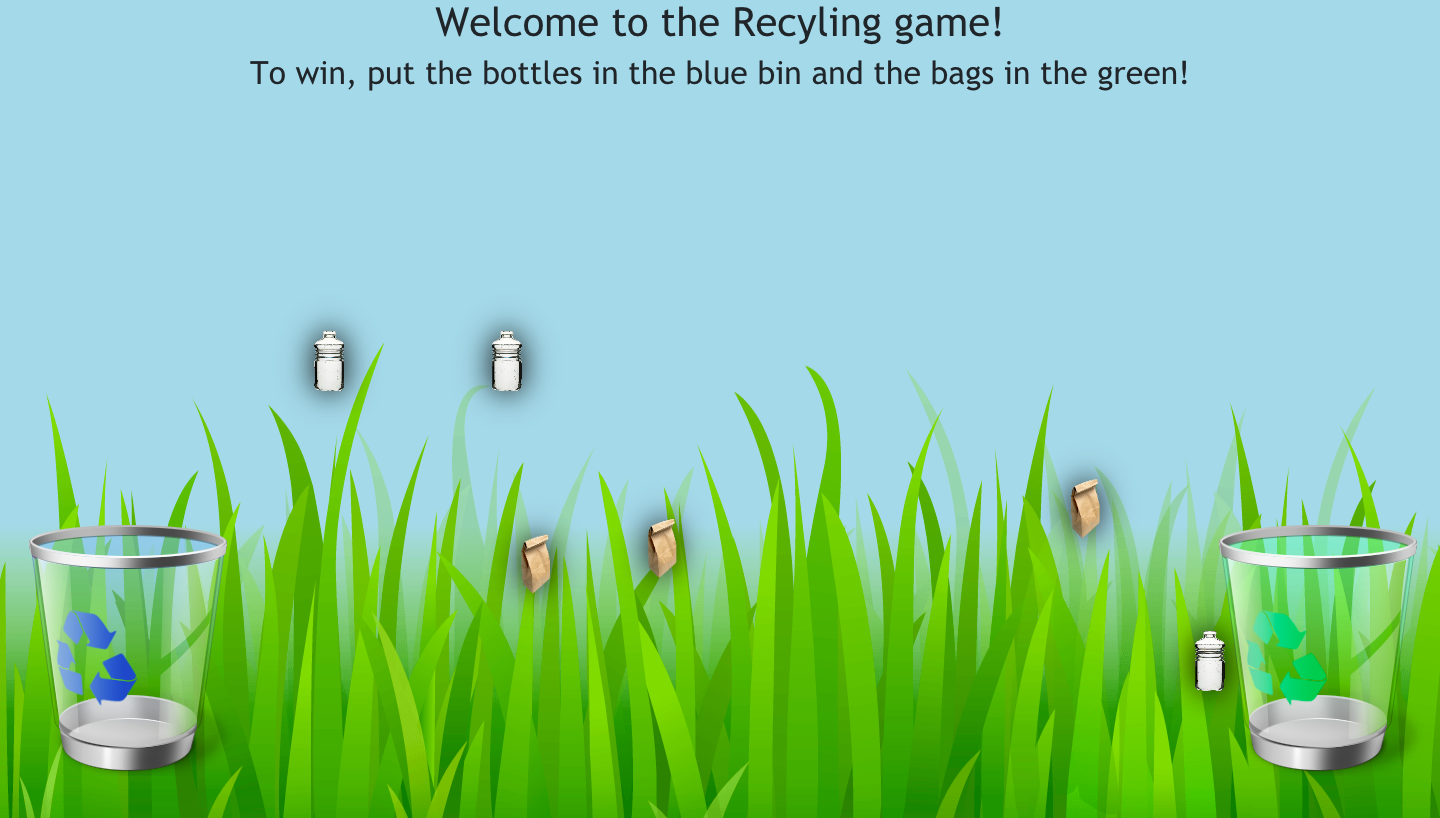 Welcome to the Recyling game!
To win, put the bottles in the blue bin and the bags in the green!